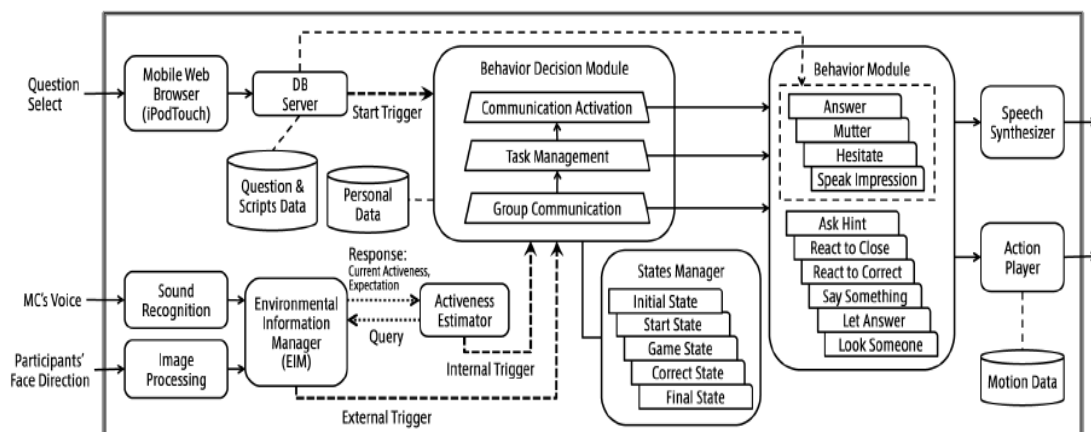 Question
Select
Mobile Web
Browser
(iPodTouch)
DB
Server
Start Trigger
Question &
Scripts Data
Personal
Data
Behavior Decision Module
Communication Activation
Task Management
Group Communication
Behavior Module
Answer
Mutter
Hesitate
Speak Impression
Ask Hint
React to Close
React to Correct
Say Something
Let Answer
Look Someone
Speech
Synthesizer
Action
Player
Motion Data
MC's Voice
Sound
Recognition
Participants'
Face Direction
Image
Processing
Environmental
Information
Manager
(EIM)
Response:
Current Activeness,
Expectation
Query
Activeness
Estimator
Internal Trigger
External Trigger
States Manager
Initial State
Start State
Game State
Correct State
Final State